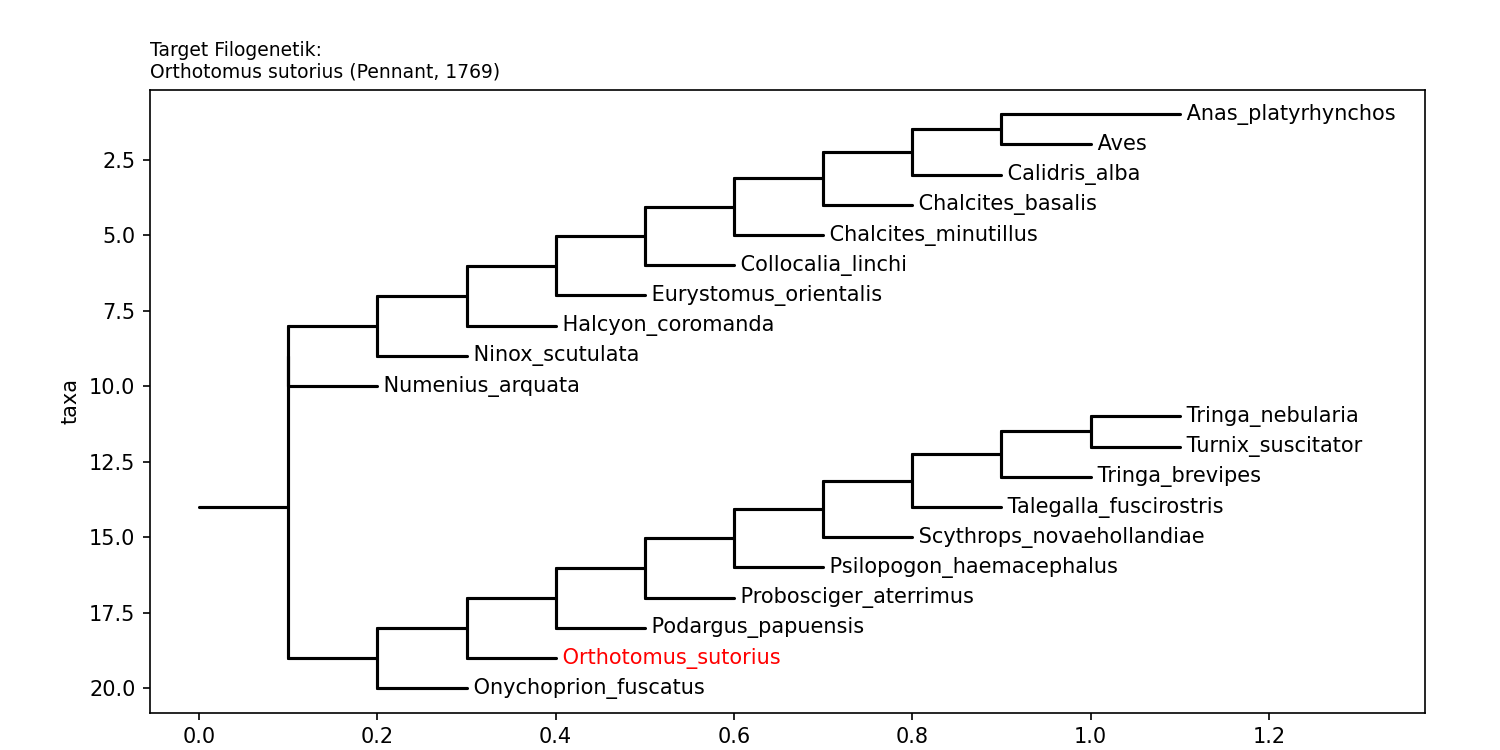 Target Filogenetik:
Orthotomus sutorius (Pennant, 1769)
Anas_platyrhynchos
Aves
Calidris_alba
Chalcites_basalis
Chalcites_minutillus
Collocalia_linchi
Eurystomus_orientalis
Halcyon_coromanda
Ninox_scutulata
Numenius_arquata
Tringa_nebularia
Turnix_suscitator
Tringa_brevipes
Talegalla_fuscirostris
Scythrops_novaehollandiae
Psilopogon_haemacephalus
Probosciger_aterrimus
Podargus_papuensis
Orthotomus_sutorius
Onychoprion_fuscatus
taxa
2.5
5.0
7.5
10.0
12.5
15.0
17.5
20.0
0.0 0.2 0.4 0.6 0.8 1.0 1.2